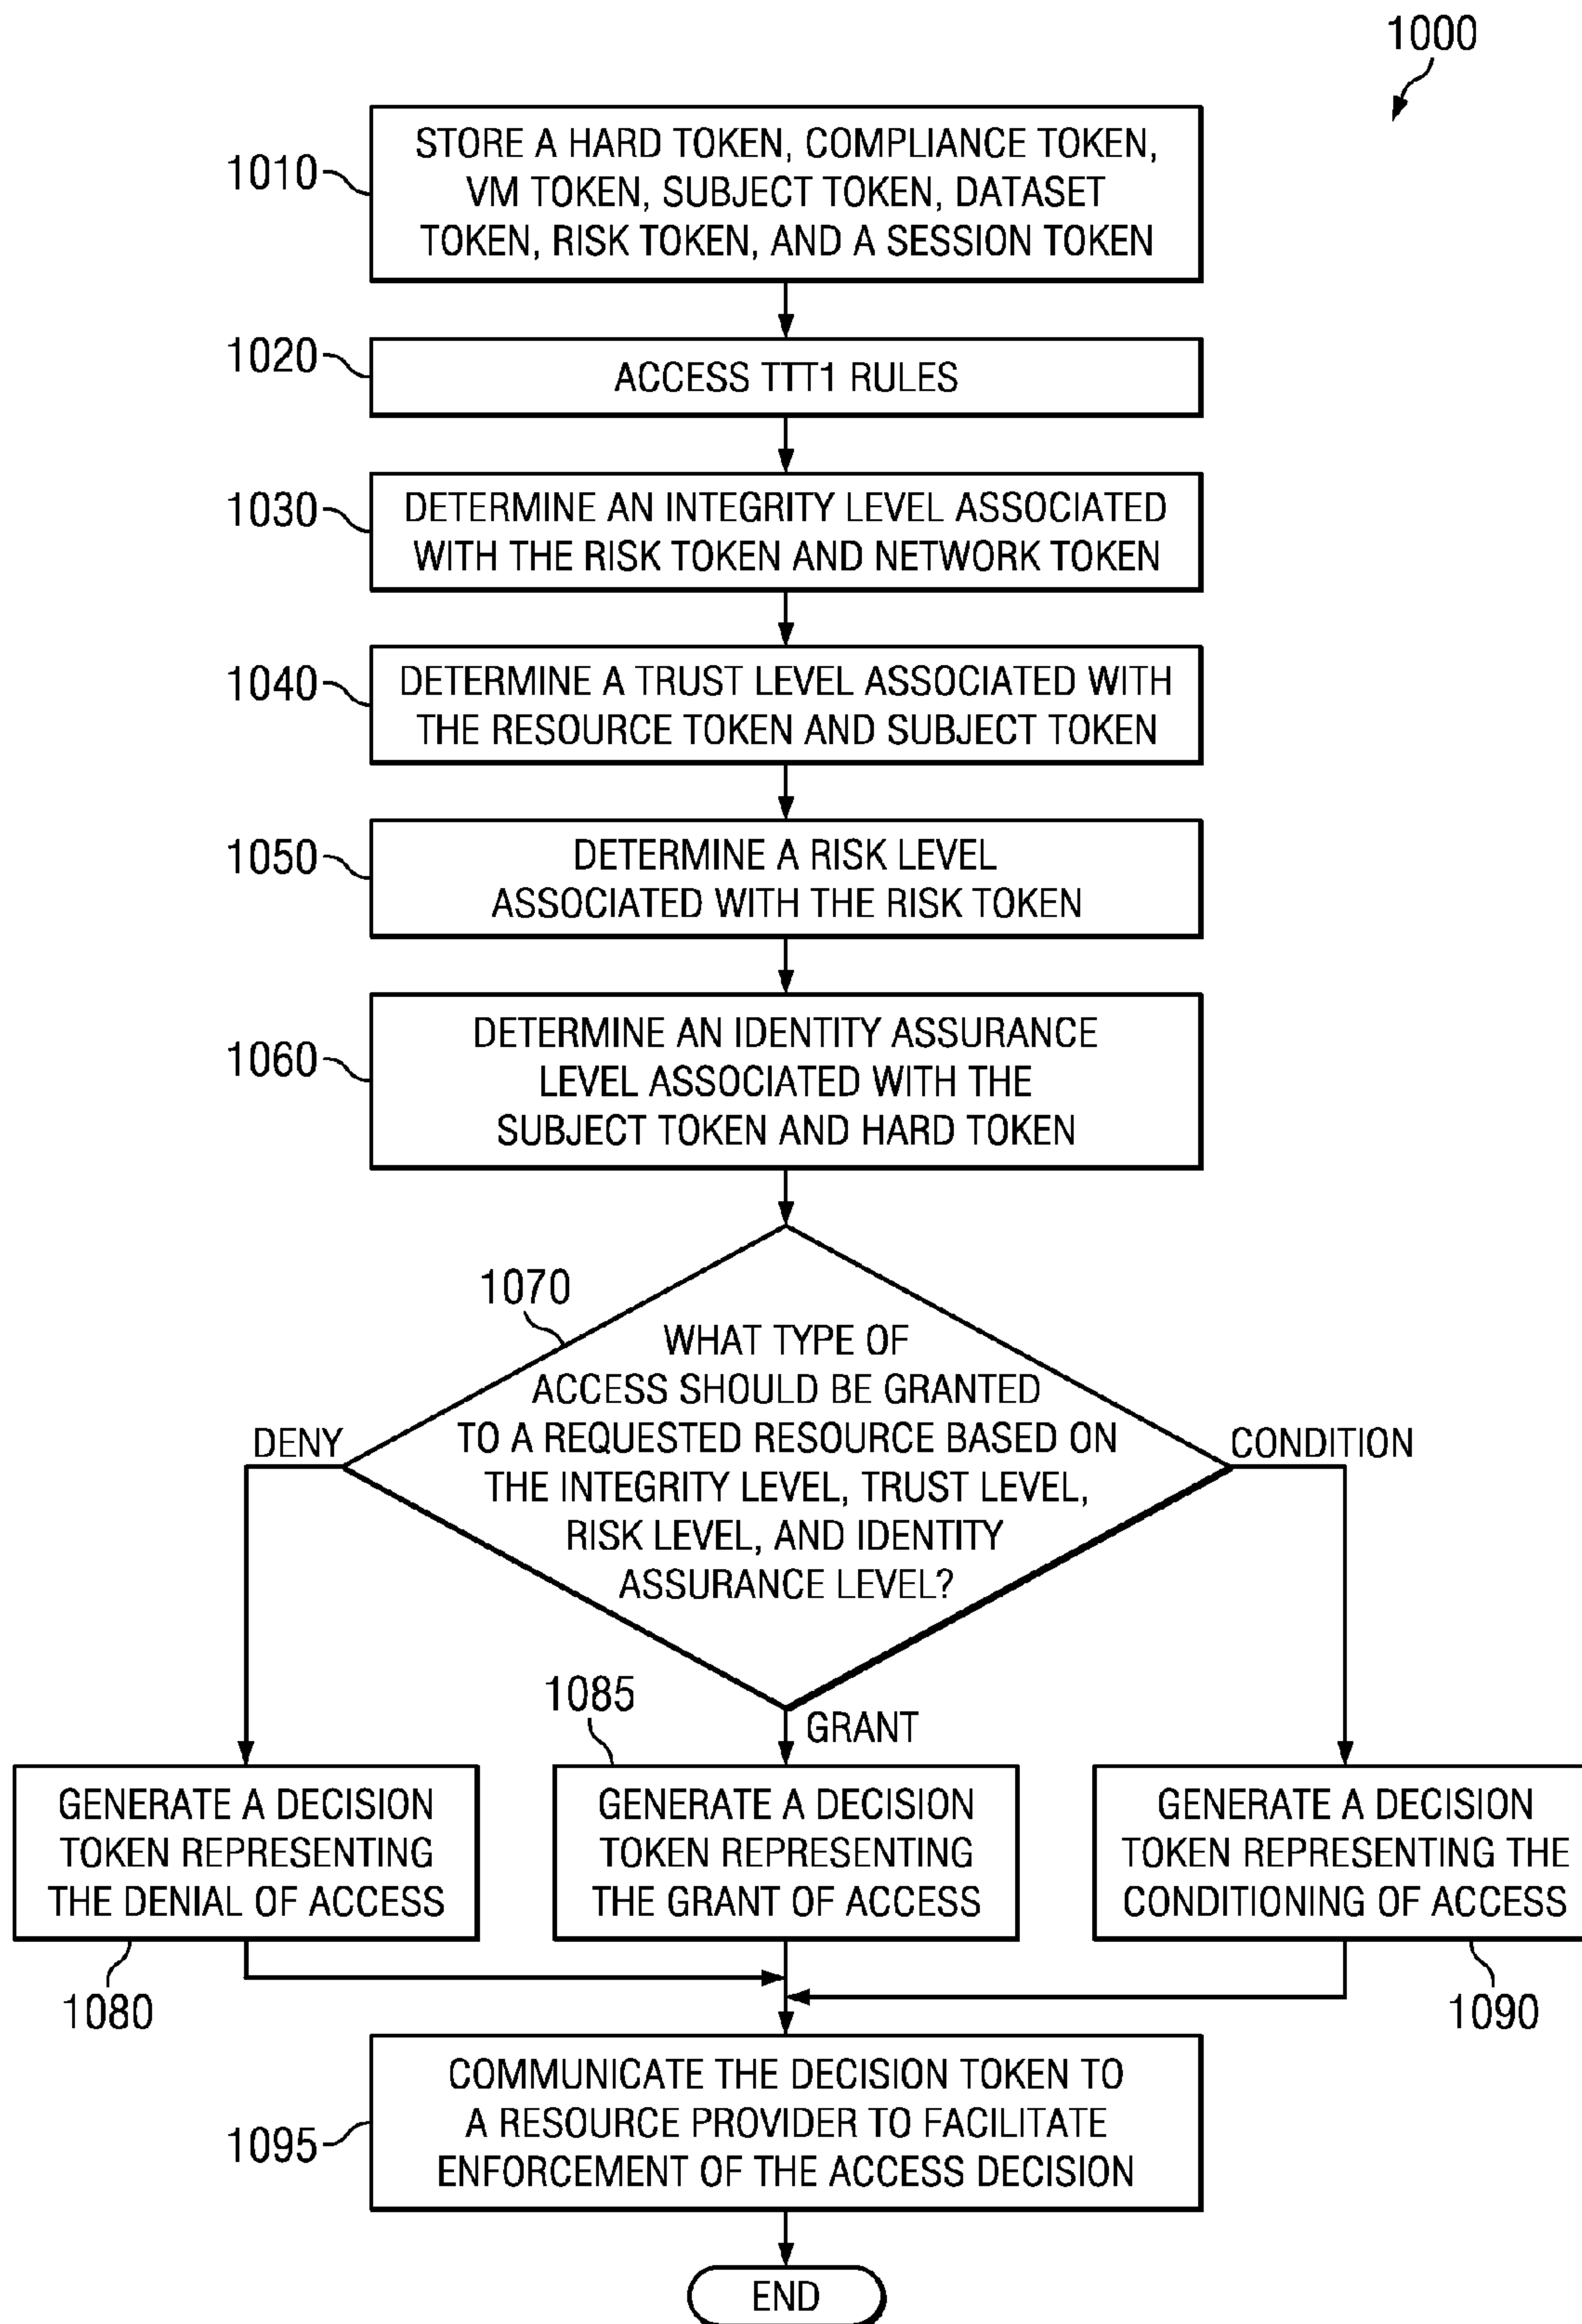 1000
1010
STORE A HARD TOKEN, COMPLIANCE TOKEN,
VM TOKEN, SUBJECT TOKEN, DATASET
TOKEN, RISK TOKEN, AND A SESSION TOKEN
1020
ACCESS TTT1 RULES
1030
DETERMINE AN INTEGRITY LEVEL ASSOCIATED
WITH THE RISK TOKEN AND NETWORK TOKEN
1040
DETERMINE A TRUST LEVEL ASSOCIATED WITH
THE RESOURCE TOKEN AND SUBJECT TOKEN
1050
DETERMINE A RISK LEVEL
ASSOCIATED WITH THE RISK TOKEN
1060
DETERMINE AN IDENTITY ASSURANCE
LEVEL ASSOCIATED WITH THE
SUBJECT TOKEN AND HARD TOKEN
1070
WHAT TYPE OF
ACCESS SHOULD BE GRANTED
TO A REQUESTED RESOURCE BASED ON
THE INTEGRITY LEVEL, TRUST LEVEL,
RISK LEVEL, AND IDENTITY
ASSURANCE LEVEL?
DENY
CONDITION
1085
GRANT
GENERATE A DECISION
TOKEN REPRESENTING
THE DENIAL OF ACCESS
GENERATE A DECISION
TOKEN REPRESENTING
THE GRANT OF ACCESS
GENERATE A DECISION
TOKEN REPRESENTING THE
CONDITIONING OF ACCESS
1080
1090
1095
COMMUNICATE THE DECISION TOKEN TO
A RESOURCE PROVIDER TO FACILITATE
ENFORCEMENT OF THE ACCESS DECISION
END